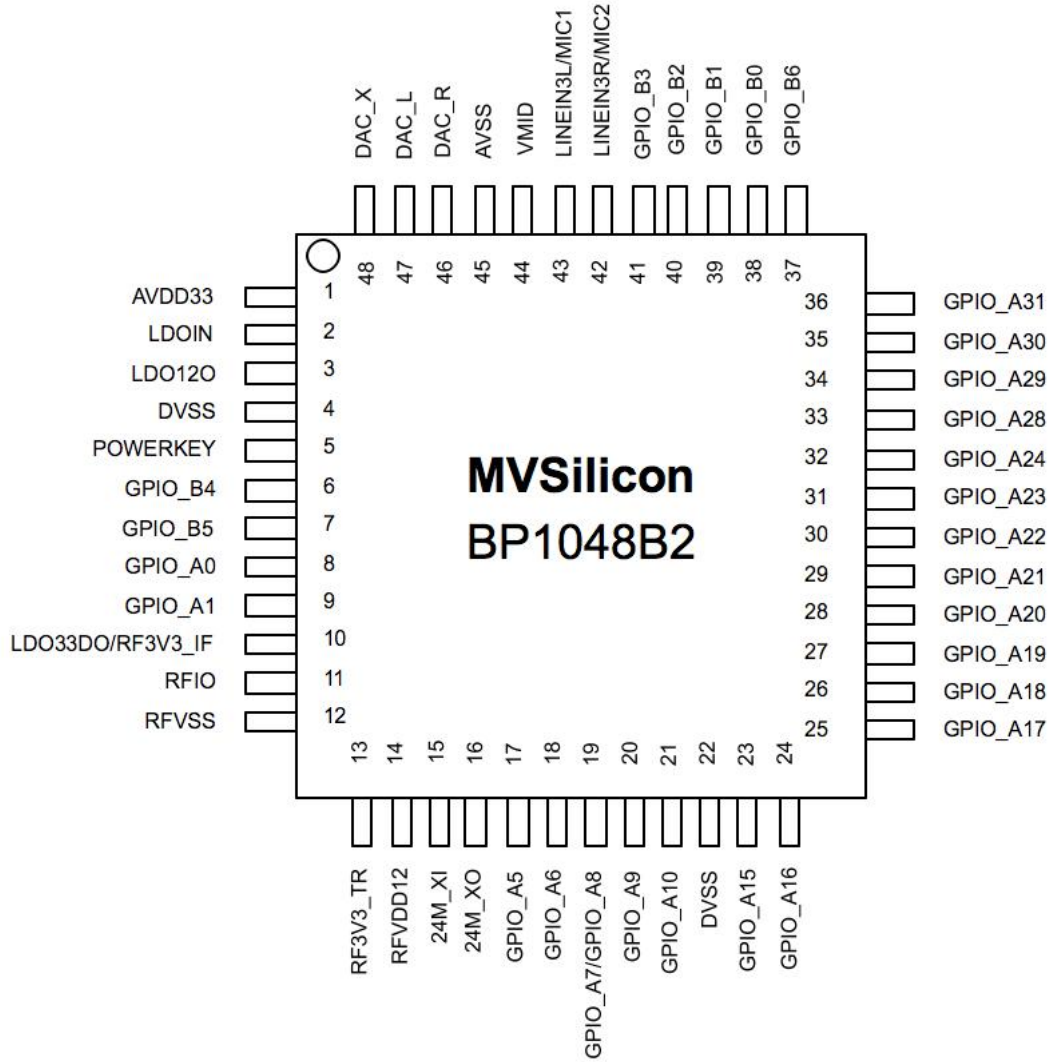 DAC_X
DAC_L
DAC_R
AVSS
VMID
LINEIN3L/MIC1
LINEIN3R/MIC2
GPIO_B3
GPIO_B2
GPIO_B1
GPIO_B0
GPIO_B6
48
47
46
45
44
43
42
41
40
39
38
37
AVDD33 1
LDOIN 2
LDO12O 3
DVSS 4
POWERKEY 5
GPIO_B4 6
GPIO_B5 7
GPIO_A0 8
GPIO_A1 9
LDO33DO/RF3V3_IF 10
RFIO 11
RFVSS 12
MVSilicon
BP1048B2
36 GPIO_A31
35 GPIO_A30
34 GPIO_A29
33 GPIO_A28
32 GPIO_A24
31 GPIO_A23
30 GPIO_A22
29 GPIO_A21
28 GPIO_A20
27 GPIO_A19
26 GPIO_A18
25 GPIO_A17
13
14
15
16
17
18
19
20
21
22
23
24
RF3V3_TR
RFVDD12
24M_XI
24M_XO
GPIO_A5
GPIO_A6
GPIO_A7/GPIO_A8
GPIO_A9
GPIO_A10
DVSS
GPIO_A15
GPIO_A16